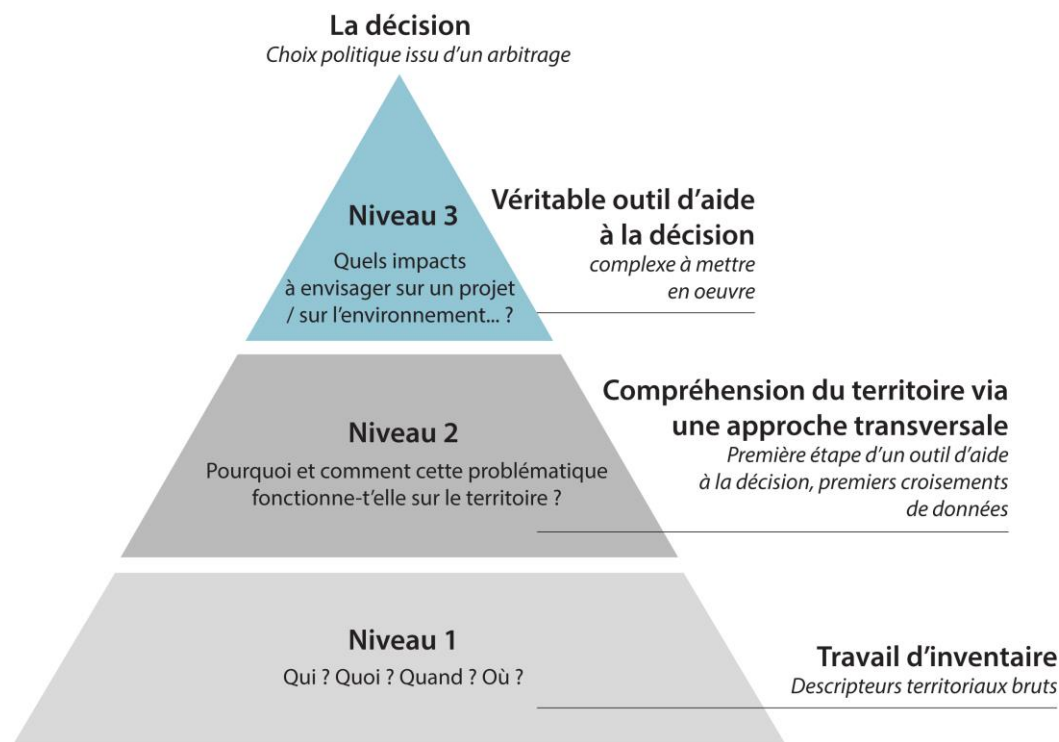 La décision
Choix politique issu d'un arbitrage
Niveau 3
Quels impacts
à envisager sur un projet
/ sur l'environnement... ?
Véritable outil d'aide
à la décision
complexe à mettre
en oeuvre
Niveau 2
Pourquoi et comment cette problématique
fonctionne-t'elle sur le territoire ?
Compréhension du territoire via
une approche transversale
Première étape d'un outil d'aide
à la décision, premiers croisements
de données
Niveau 1
Qui ? Quoi ? Quand ? Où ?
Travail d'inventaire
Descripteurs territoriaux bruts